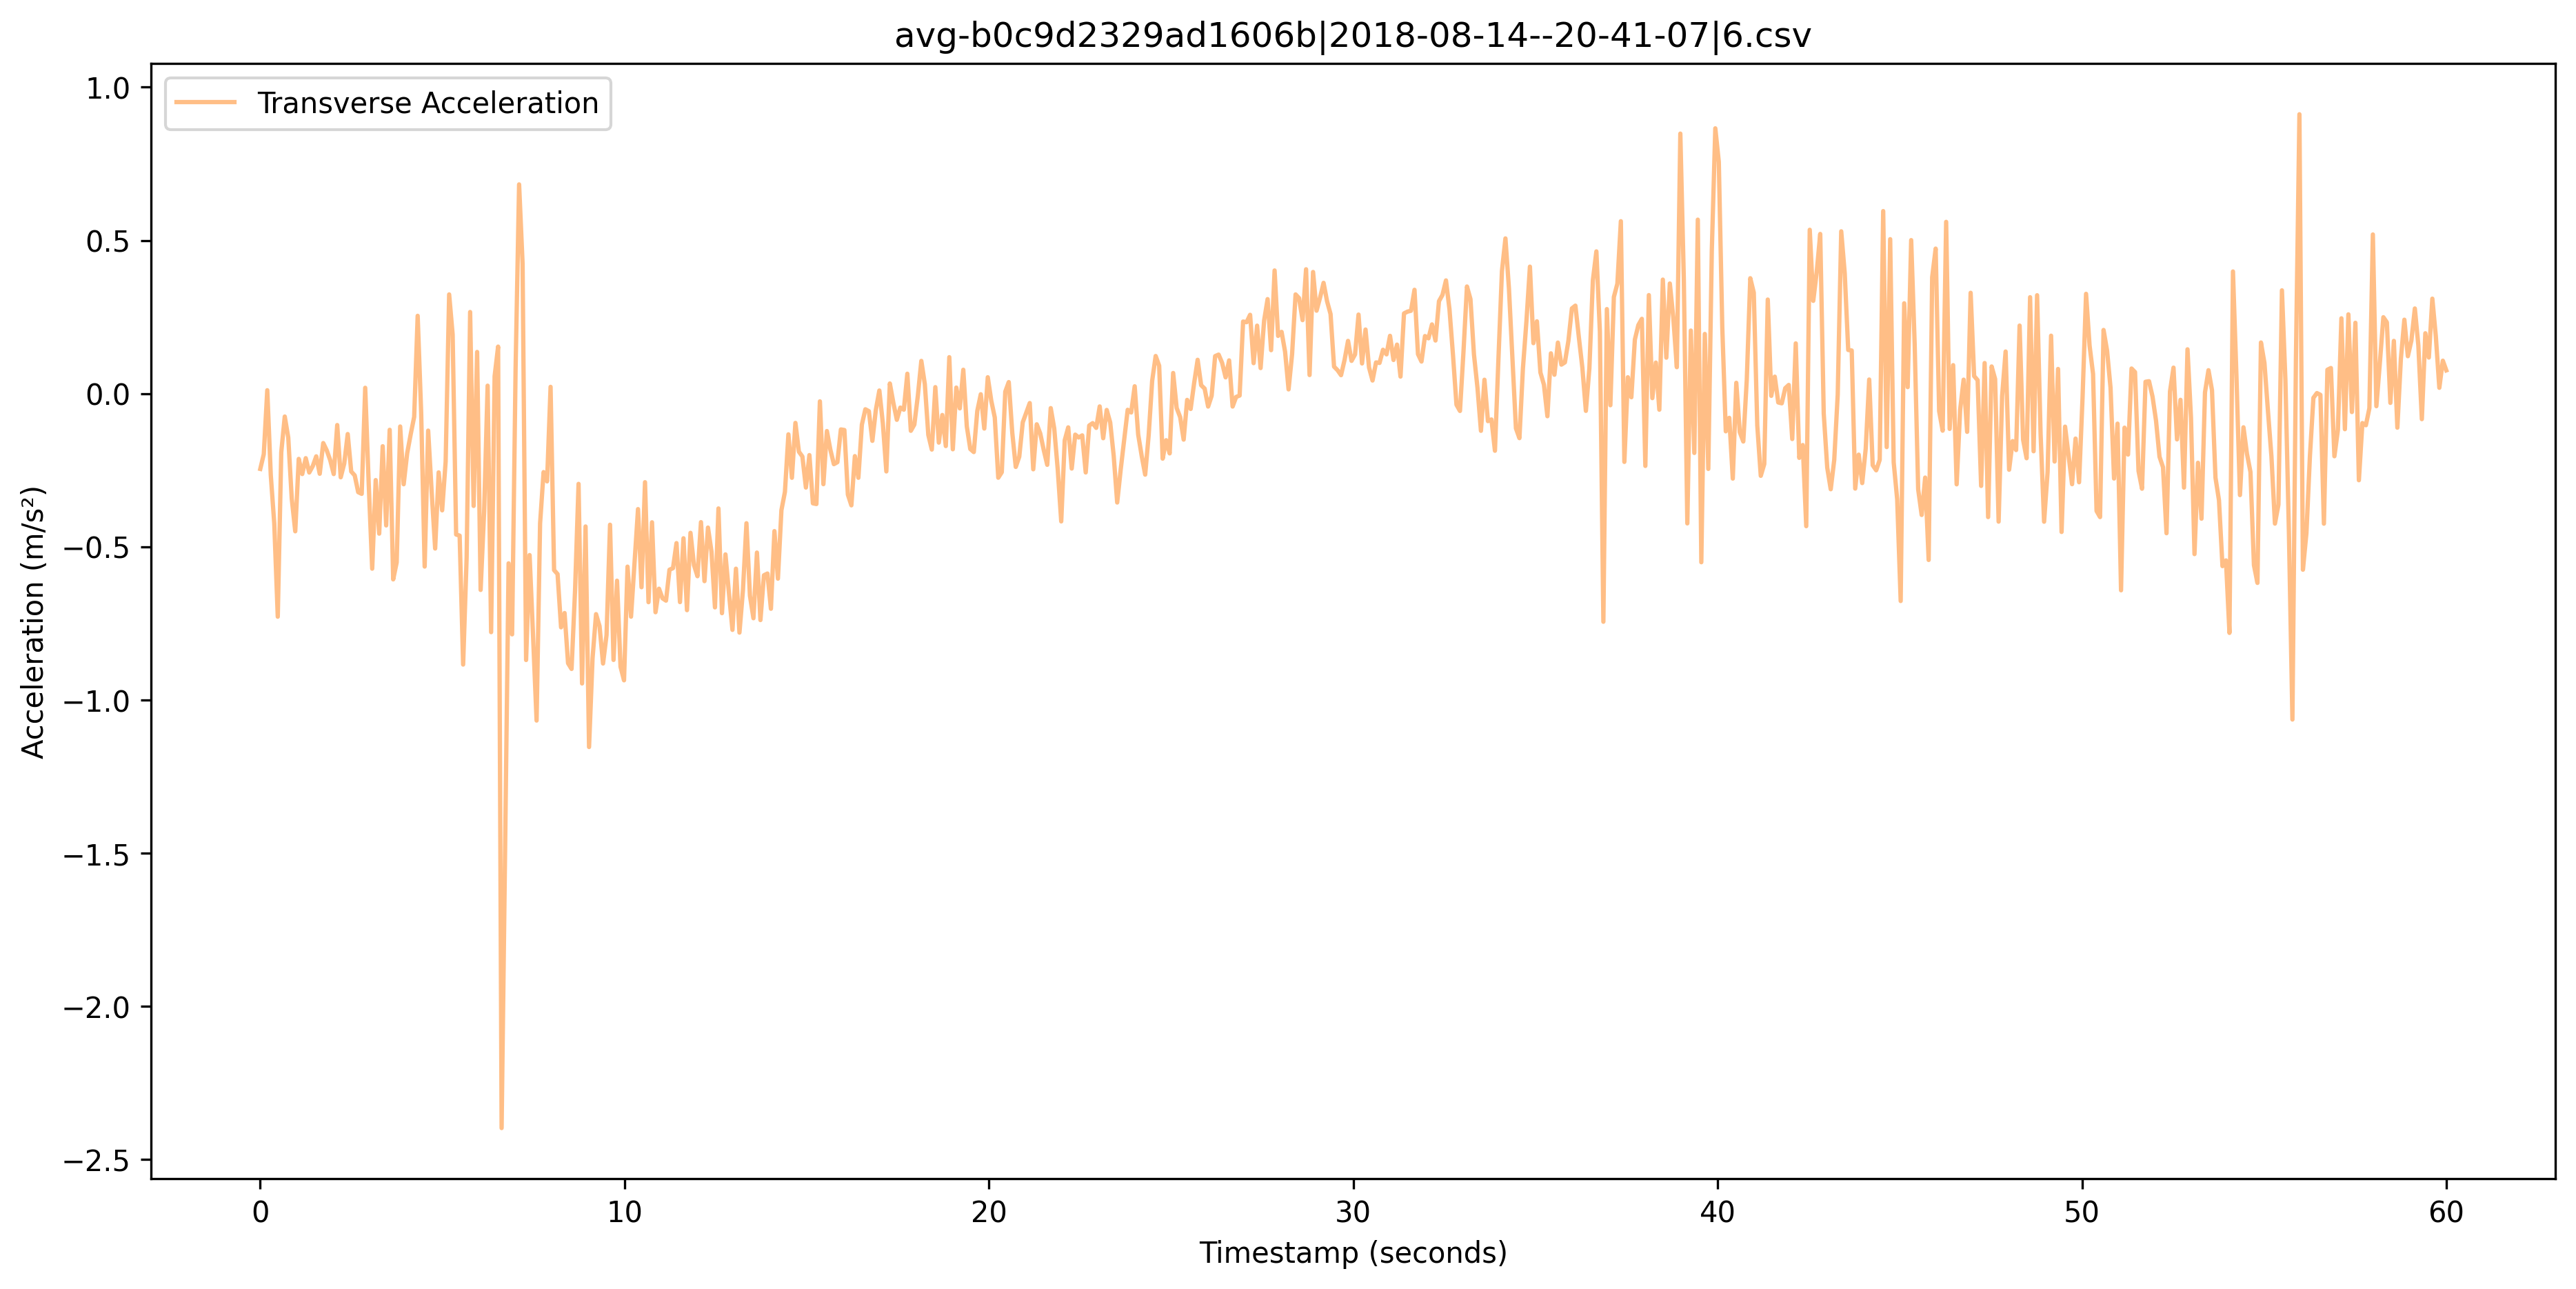 avg-b0c9d2329ad1606b|2018-08-14--20-41-07|6.csv
Transverse Acceleration
1.0
0.5
0.0
−0.5
−1.0
−1.5
−2.0
−2.5
Acceleration (m/s²)
0 10 20 30 40 50 60
Timestamp (seconds)